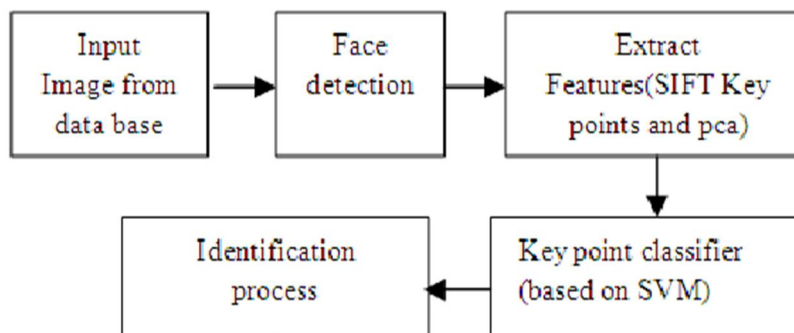 Input
Image from
data base
Face
detection
Extract
Features(SIFT Key
points and pca)
Key point classifier
(based on SVM)
Identification
process